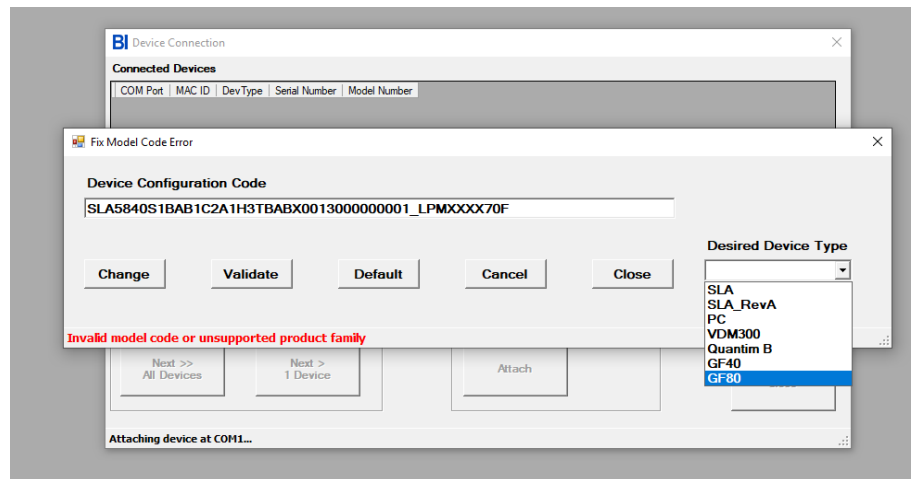 BI Device Connection
Connected Devices
COM Port MAC ID DevType Serial Number Model Number
Fix Model Code Error
Device Configuration Code
SLA5840S1BAB1C2A1H3TBABX0013000000001_LPMXXXX70F
Desired Device Type
Change Validate Default Cancel Close
SLA
SLA_RevA
PC
VDM300
Quantim B
GF40
GF80
Invalid model code or unsupported product family
Next >> Next > Attach
All Devices 1 Device
Attaching device at COM1...